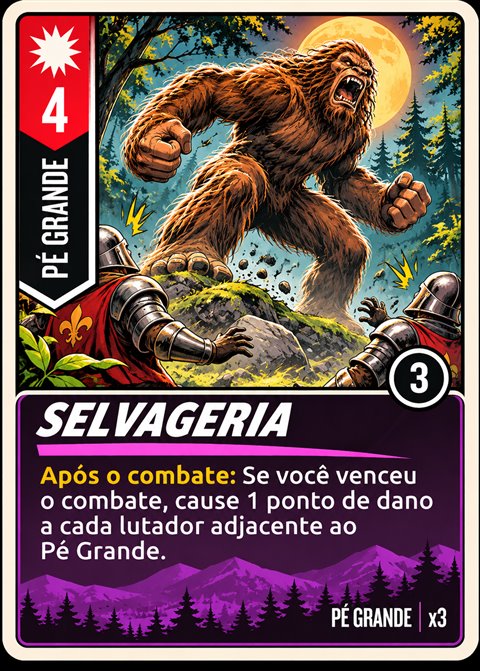 4
PÉ GRANDE
3
SELVAGERIA
Após o combate: Se você venceu
o combate, cause 1 ponto de dano
a cada lutador adjacente ao
Pé Grande.
PÉ GRANDE | x3